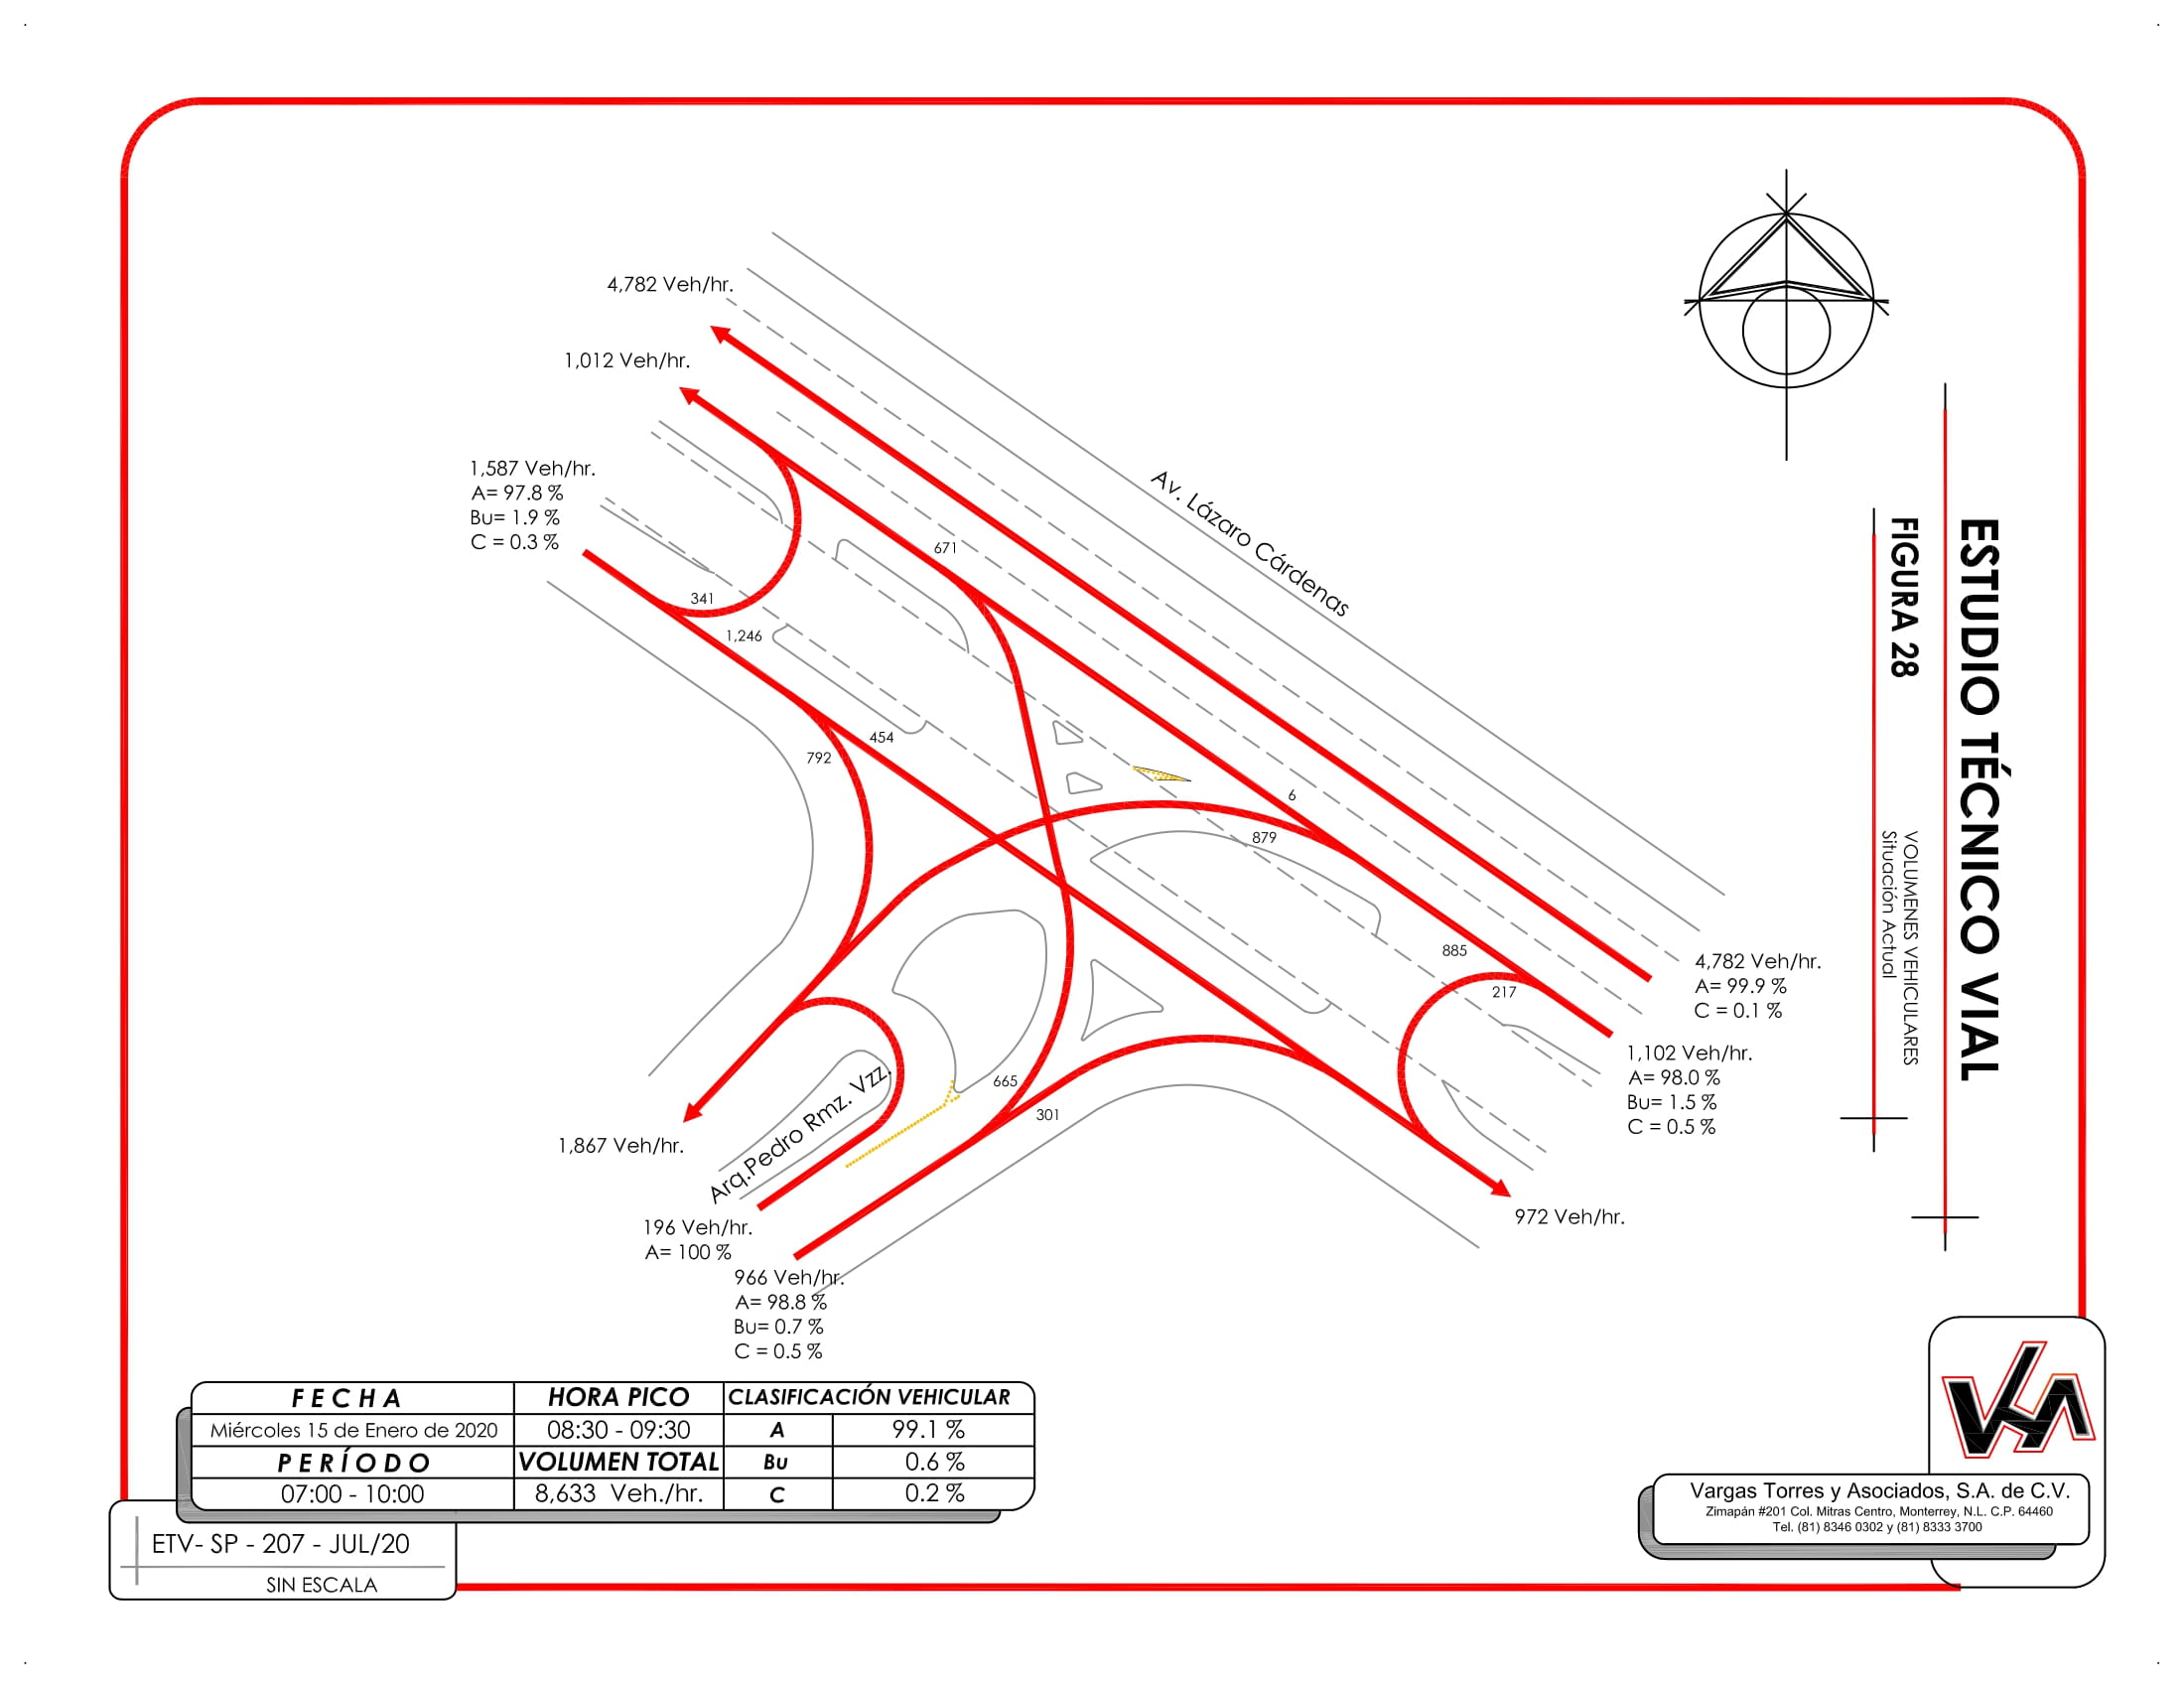 4,782 Veh/hr.
1,012 Veh/hr.
1,587 Veh/hr.
A= 97.8 %
Bu= 1.9 %
C = 0.3 %
Av. Lázaro Cárdenas
671
341
1,246
454
792
6
879
885
217
4,782 Veh/hr.
A= 99.9 %
C = 0.1 %
1,102 Veh/hr.
A= 98.0 %
Bu= 1.5 %
C = 0.5 %
665
301
1,867 Veh/hr.
Arq.Pedro Rmz. Vzz.
972 Veh/hr.
196 Veh/hr.
A= 100 %
966 Veh/hr.
A= 98.8 %
Bu= 0.7 %
C = 0.5 %
ESTUDIO TÉCNICO VIAL
FIGURA 28
VOLUMENES VEHICULARES
Situación Actual
FECHA HORA PICO CLASIFICACIÓN VEHICULAR
Miércoles 15 de Enero de 2020 08:30 - 09:30 A 99.1 %
PERÍODO VOLUMEN TOTAL Bu 0.6 %
07:00 - 10:00 8,633 Veh./hr. C 0.2 %
ETV- SP - 207 - JUL/20
SIN ESCALA
VTA
Vargas Torres y Asociados, S.A. de C.V.
Zimapán #201 Col. Mitras Centro, Monterrey, N.L. C.P. 64460
Tel. (81) 8346 0302 y (81) 8333 3700